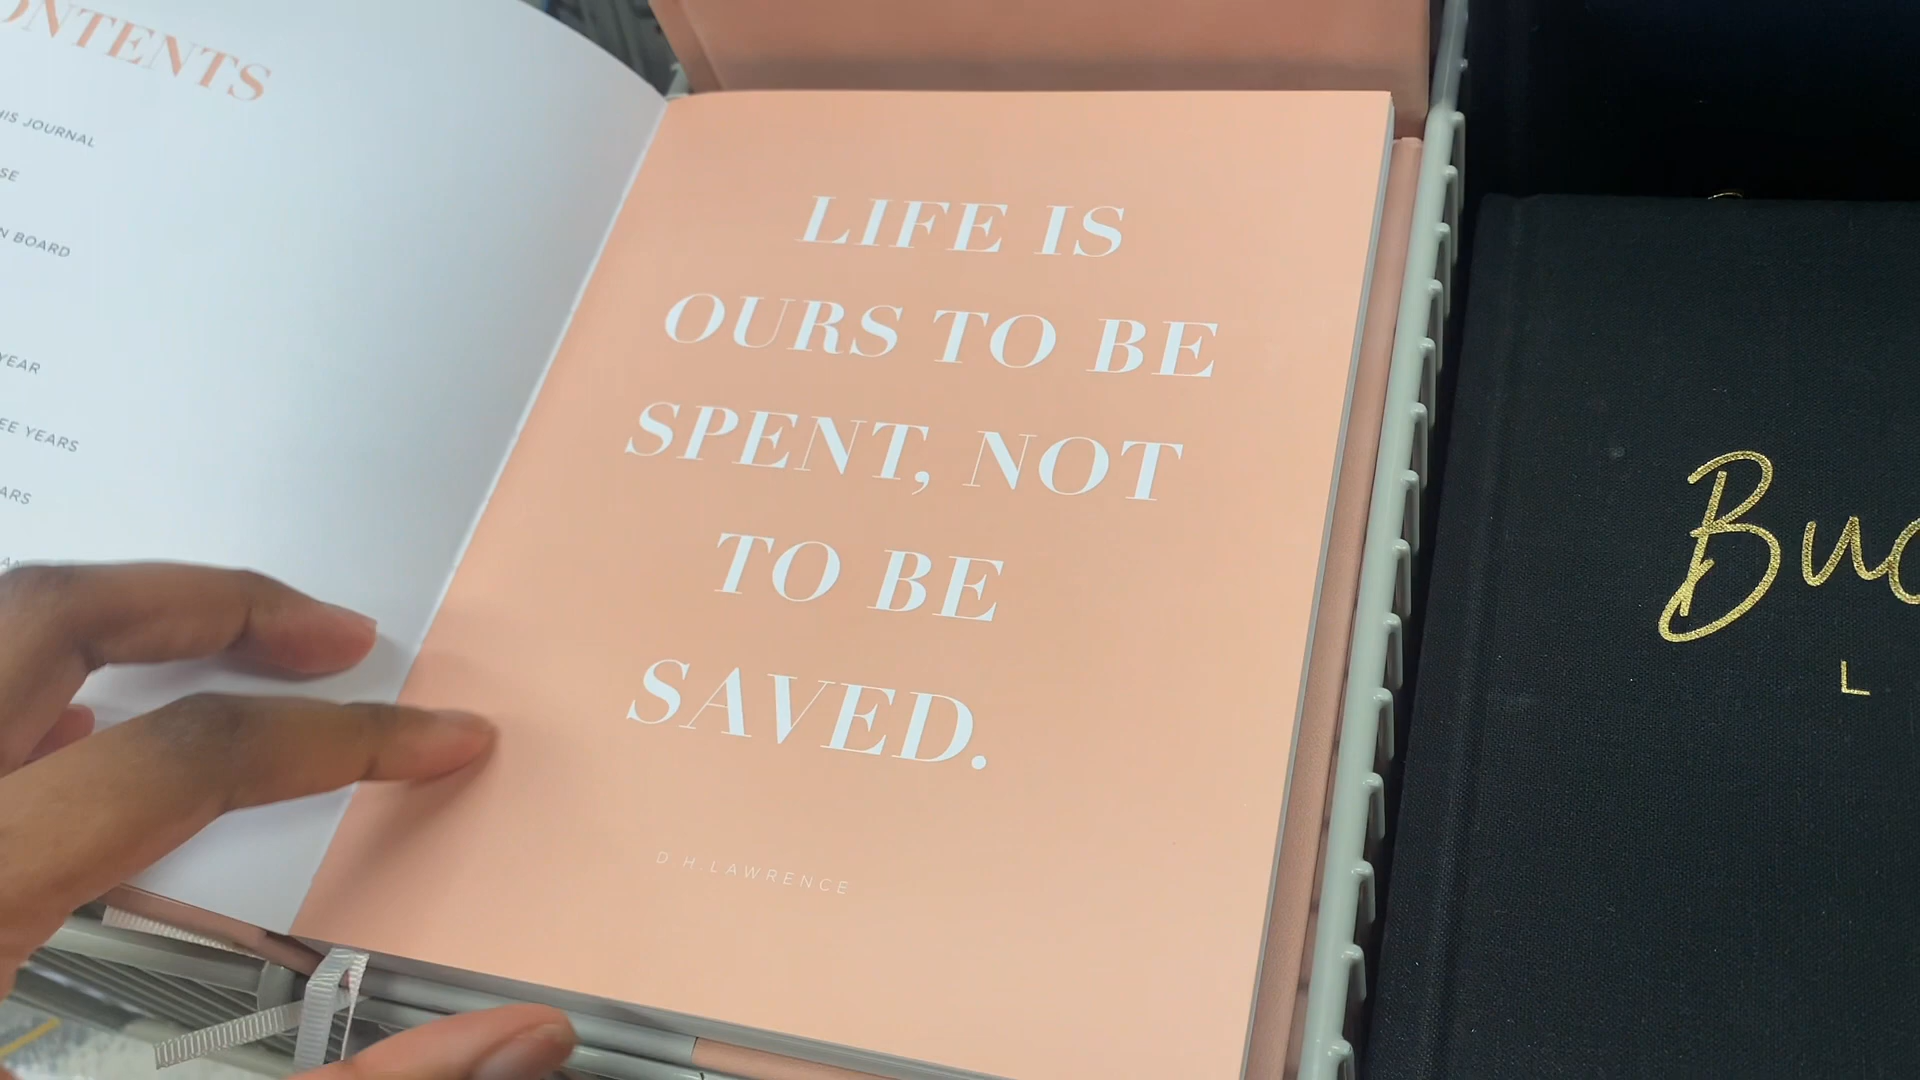 ONTENTS
HIS JOURNAL
SE
N BOARD
YEAR
EE YEARS
ARS
LIFE IS
OURS TO BE
SPENT, NOT
TO BE
SAVED.
D.H.LAWRENCE
Buc
L